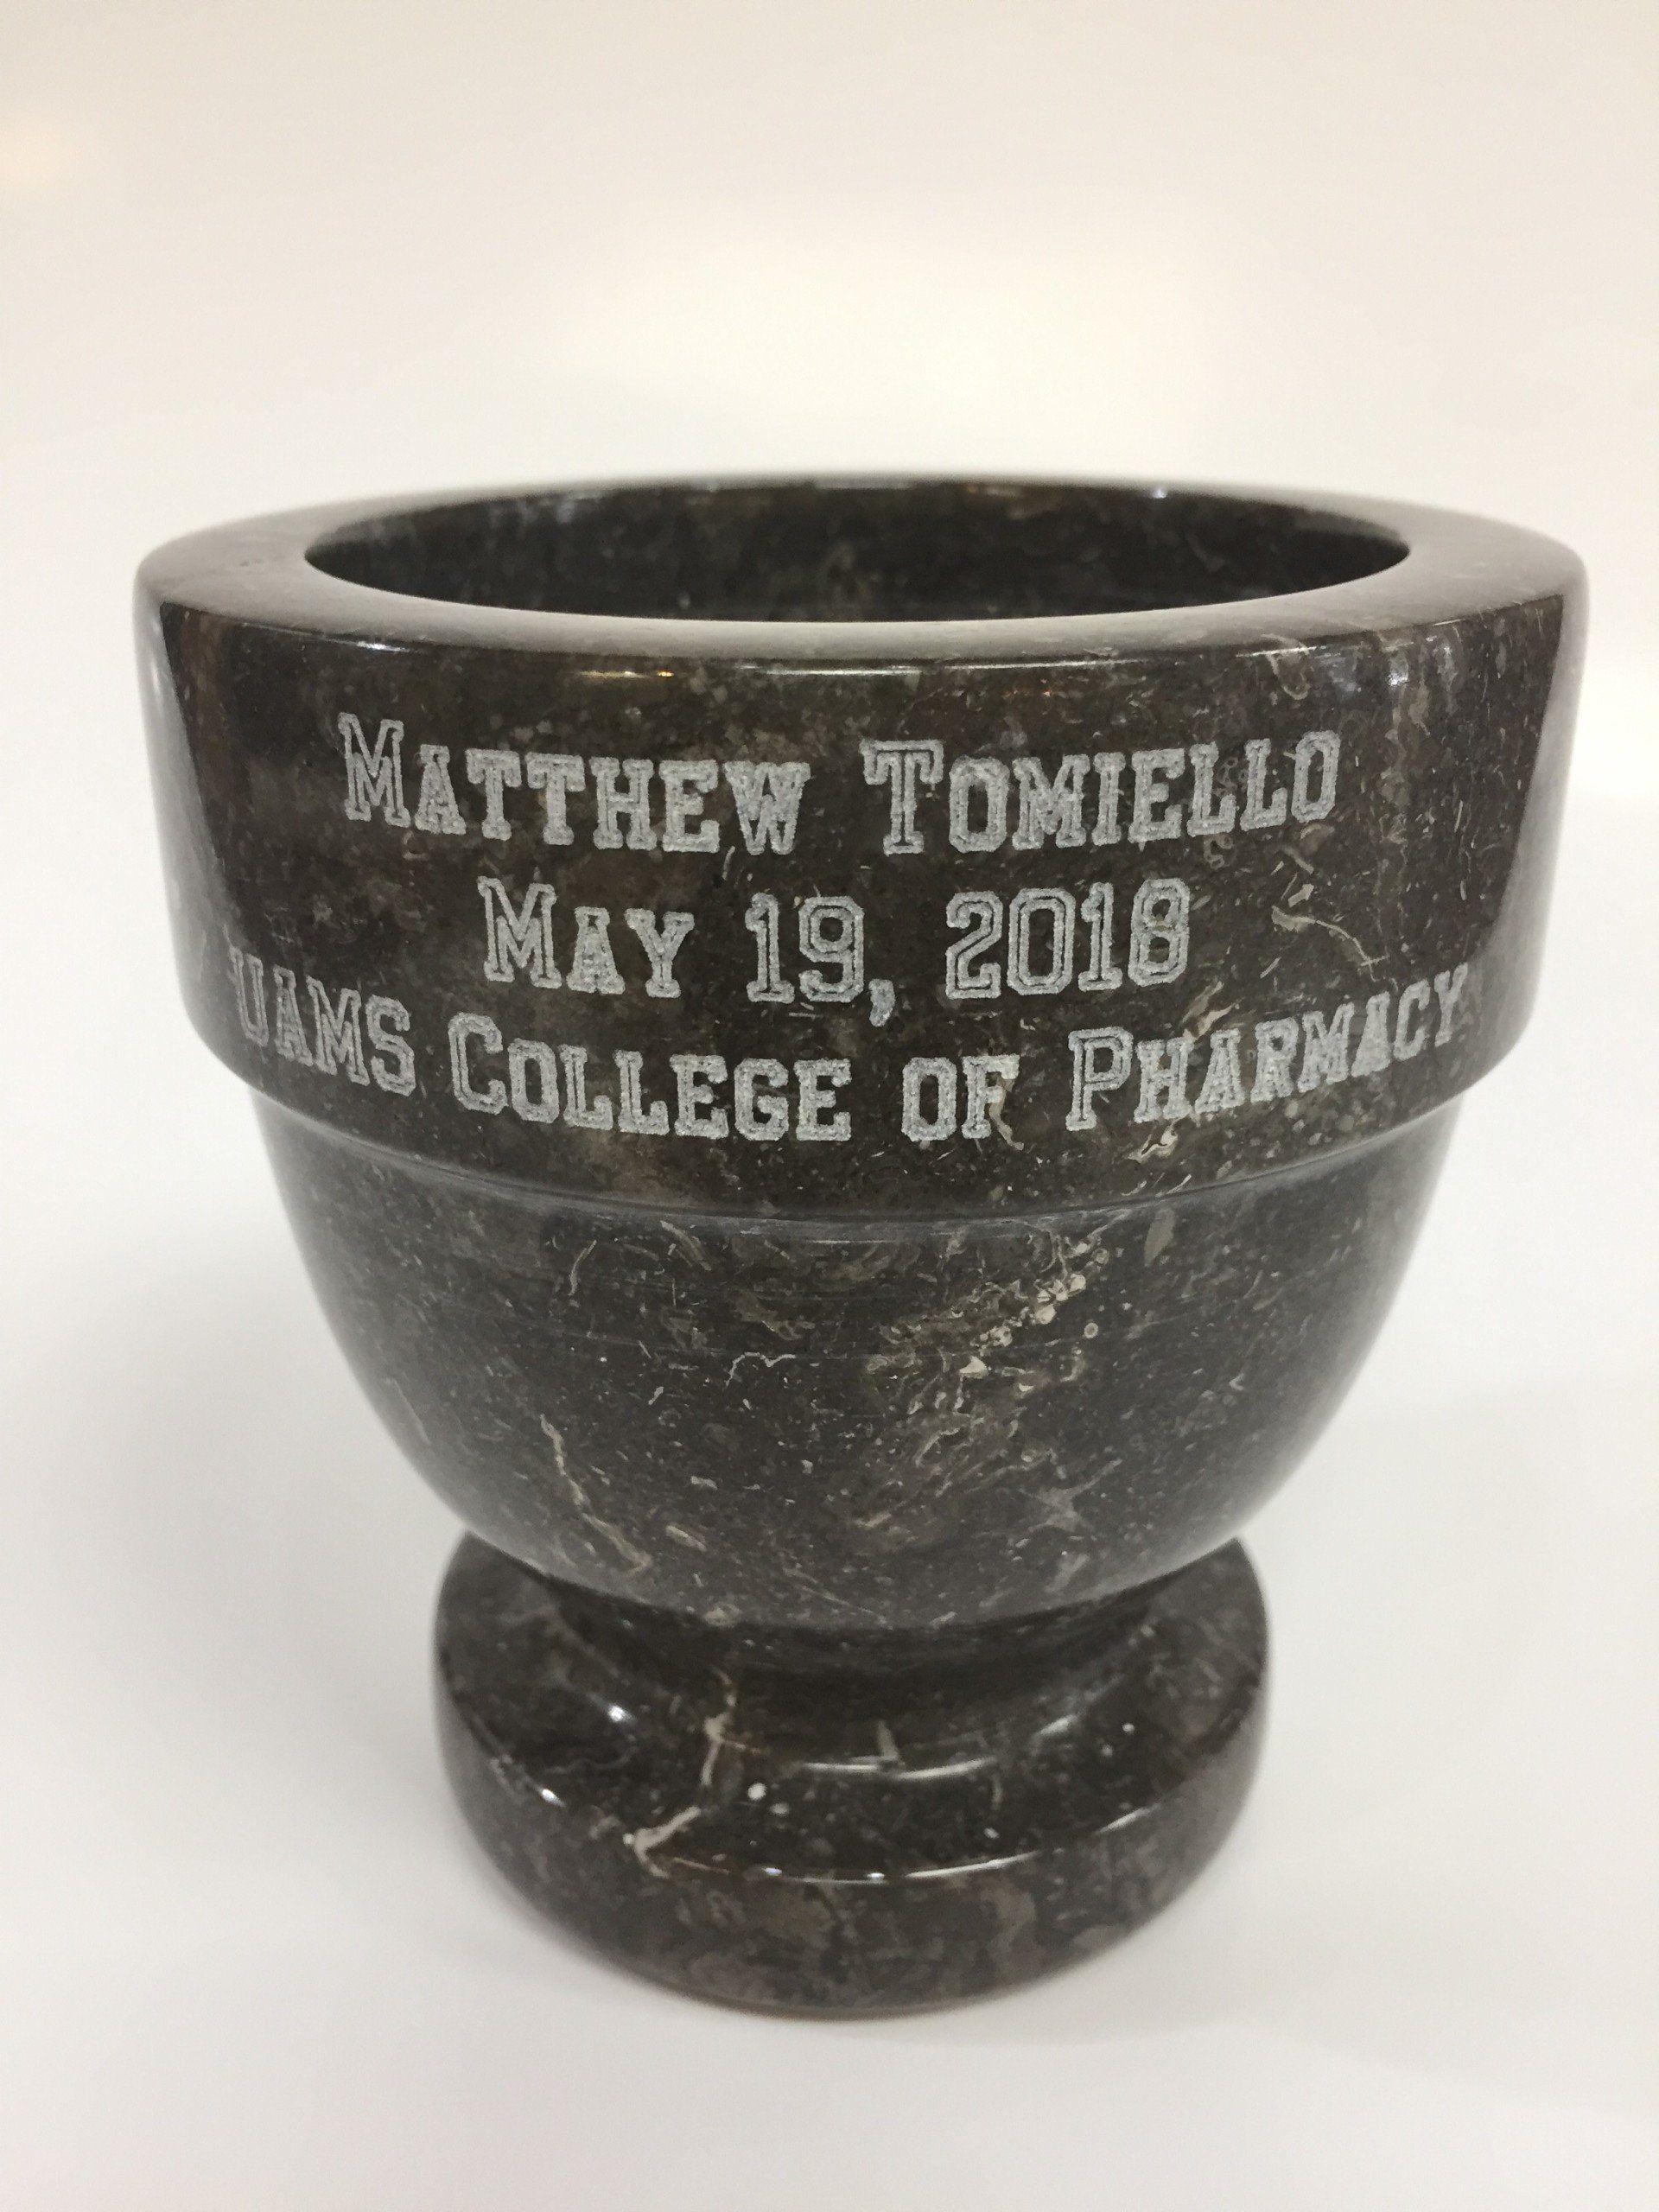 Matthew Tomiello
May 19, 2018
UAMS College of Pharmacy